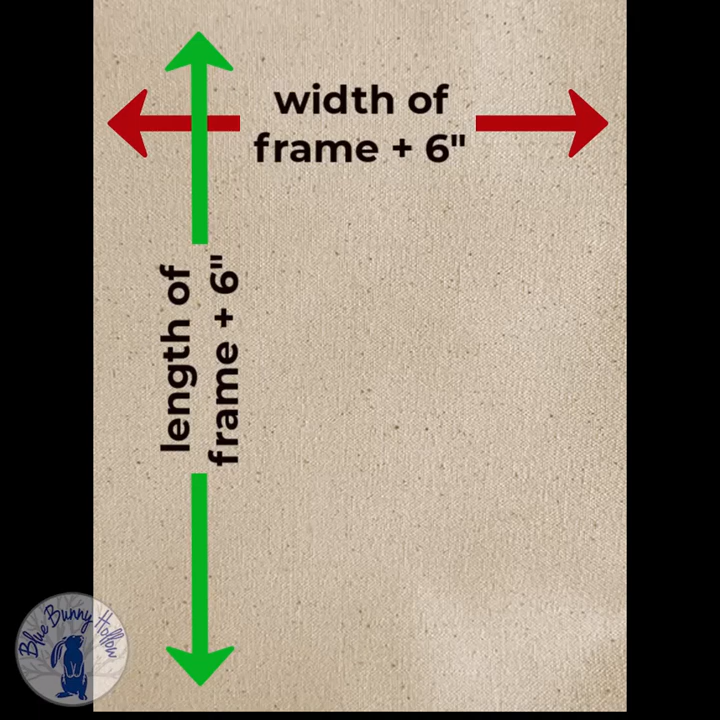 width of
frame + 6"
length of
frame + 6"
Blue Bunny Hollow